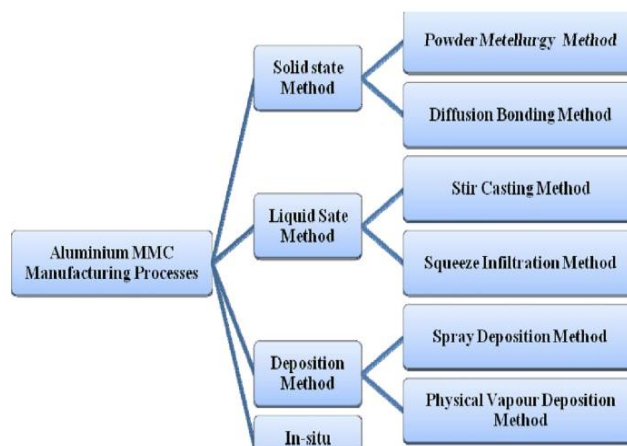 Powder Metellurgy Method
Solid state
Method
Diffusion Bonding Method
Stir Casting Method
Liquid Sate
Method
Aluminium MMC
Manufacturing Processes
Squeeze Infiltration Method
Spray Deposition Method
Deposition
Method
Physical Vapour Deposition
Method
In-situ